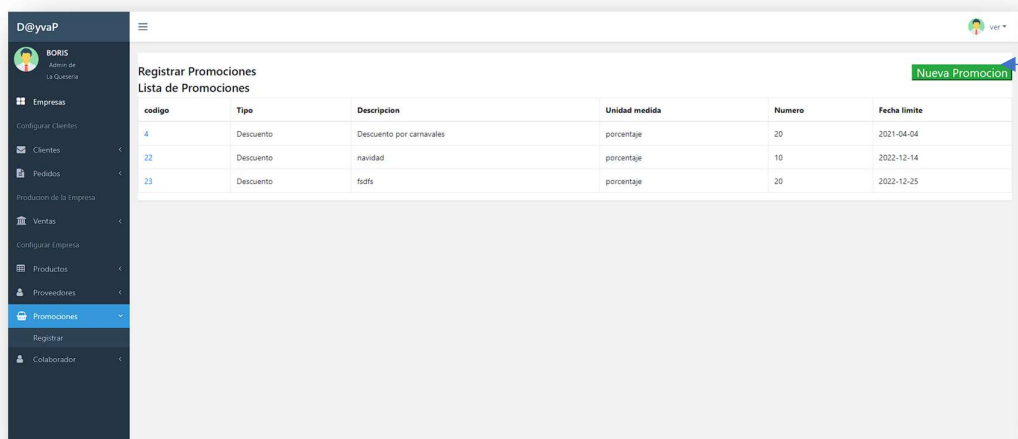 D@yvaP
ver
BORIS
Admin de
La Queseria
Empresas
Configurar Clientes
Clientes
Pedidos
Producion de la Empresa
Ventas
Configurar Empresa
Productos
Proveedores
Promociones
Registrar
Colaborador
Registrar Promociones
Nueva Promocion
Lista de Promociones
codigo Tipo Descripcion Unidad medida Numero Fecha limite
4 Descuento Descuento por carnavales porcentaje 20 2021-04-04
22 Descuento navidad porcentaje 10 2022-12-14
23 Descuento fsdfs porcentaje 20 2022-12-25